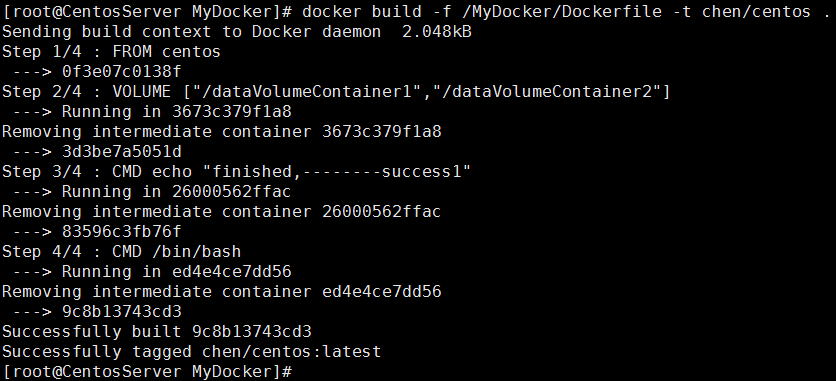 [root@CentosServer MyDocker]# docker build -f /MyDocker/Dockerfile -t chen/centos .
Sending build context to Docker daemon  2.048kB
Step 1/4 : FROM centos
 ---> 0f3e07c0138f
Step 2/4 : VOLUME ["/dataVolumeContainer1","/dataVolumeContainer2"]
 ---> Running in 3673c379f1a8
Removing intermediate container 3673c379f1a8
 ---> 3d3be7a5051d
Step 3/4 : CMD echo "finished,--------success1"
 ---> Running in 26000562ffac
Removing intermediate container 26000562ffac
 ---> 83596c3fb76f
Step 4/4 : CMD /bin/bash
 ---> Running in ed4e4ce7dd56
Removing intermediate container ed4e4ce7dd56
 ---> 9c8b13743cd3
Successfully built 9c8b13743cd3
Successfully tagged chen/centos:latest
[root@CentosServer MyDocker]#